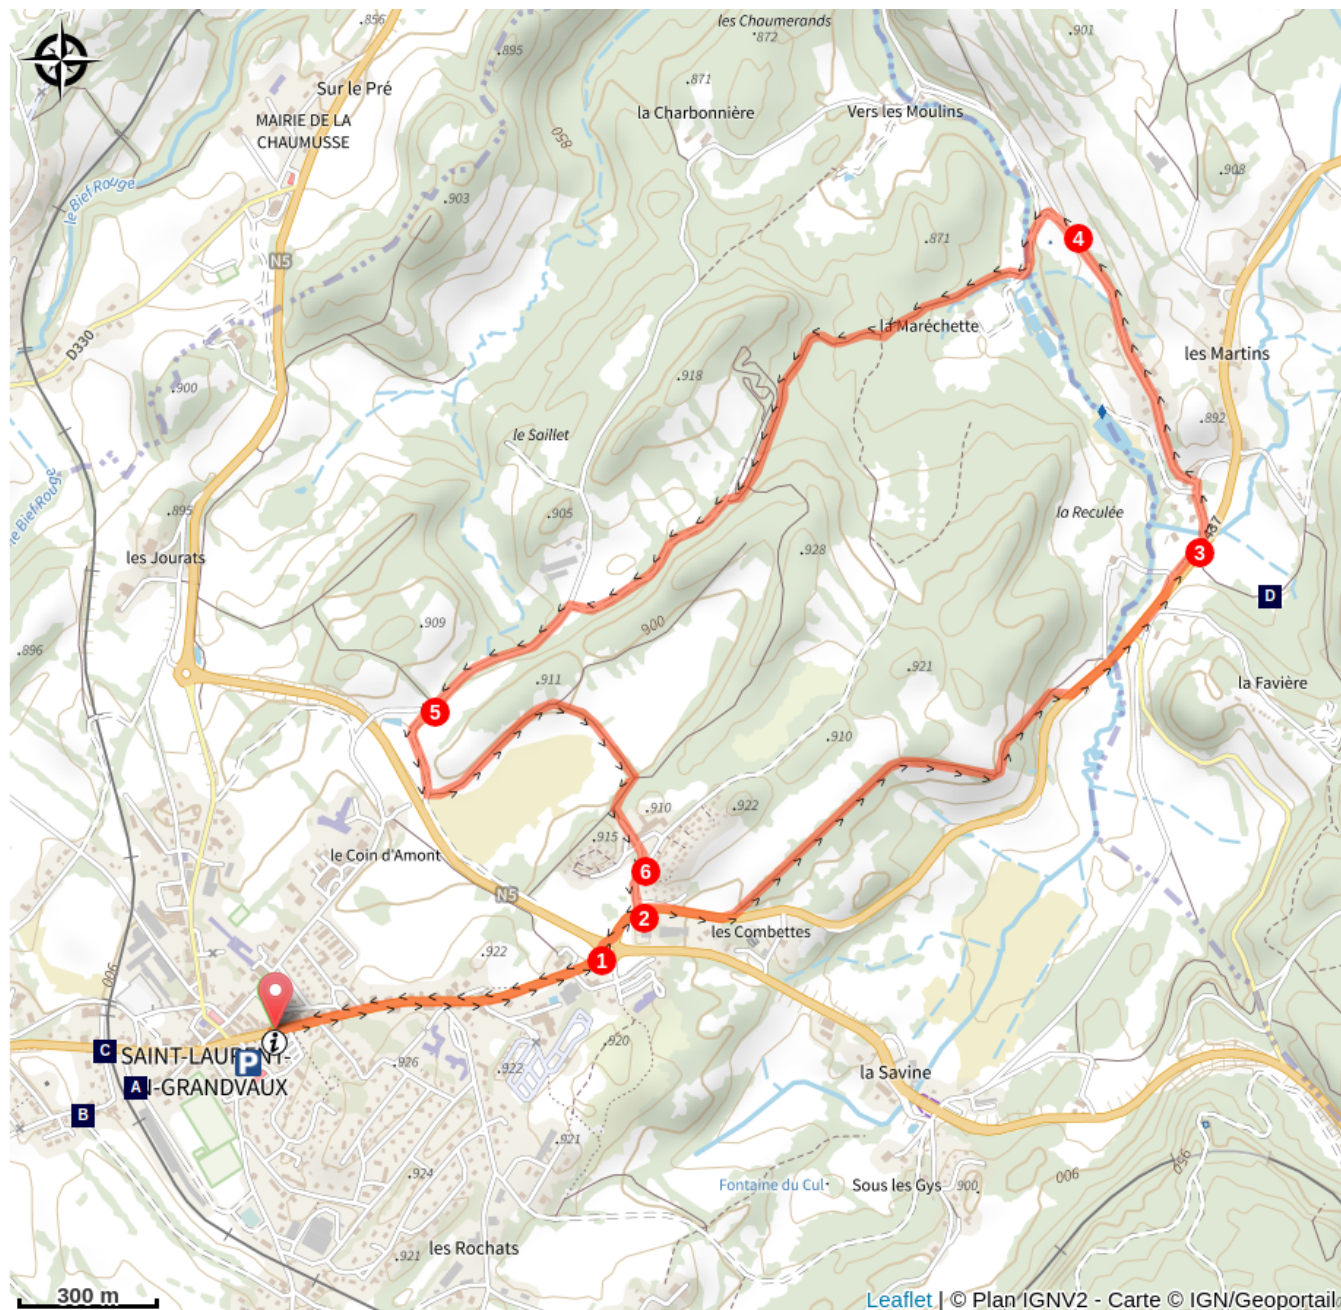 les Chaumerands
.856
.872
.901
.895
.871
Sur le Pré
la Charbonnière
Vers les Moulins
MAIRIE DE LA
CHAUMUSSE
850
.908
le Bief Rouge
.903
4
.871
N5
la Maréchette
D330
les Martins
.918
.900
.892
le Saillet
.895
.905
la Reculée
le Bief Rouge
les Jourats
.928
3
D
.909
900
.896
.921
.911
la Favière
5
.910
.910
.922
.915
le Coin d'Amont
6
N5
2
les Combettes
1
.922
900
i
C
SAINT-LAURENT-
P
.926
.922
.920
la Savine
A
N-GRANDVAUX
B
.921
.924
Fontaine du Cul
Sous les Gys
900
900
950
les Rochats
.921
300 m
Leaflet | © Plan IGNV2 - Carte © IGN/Geoportail